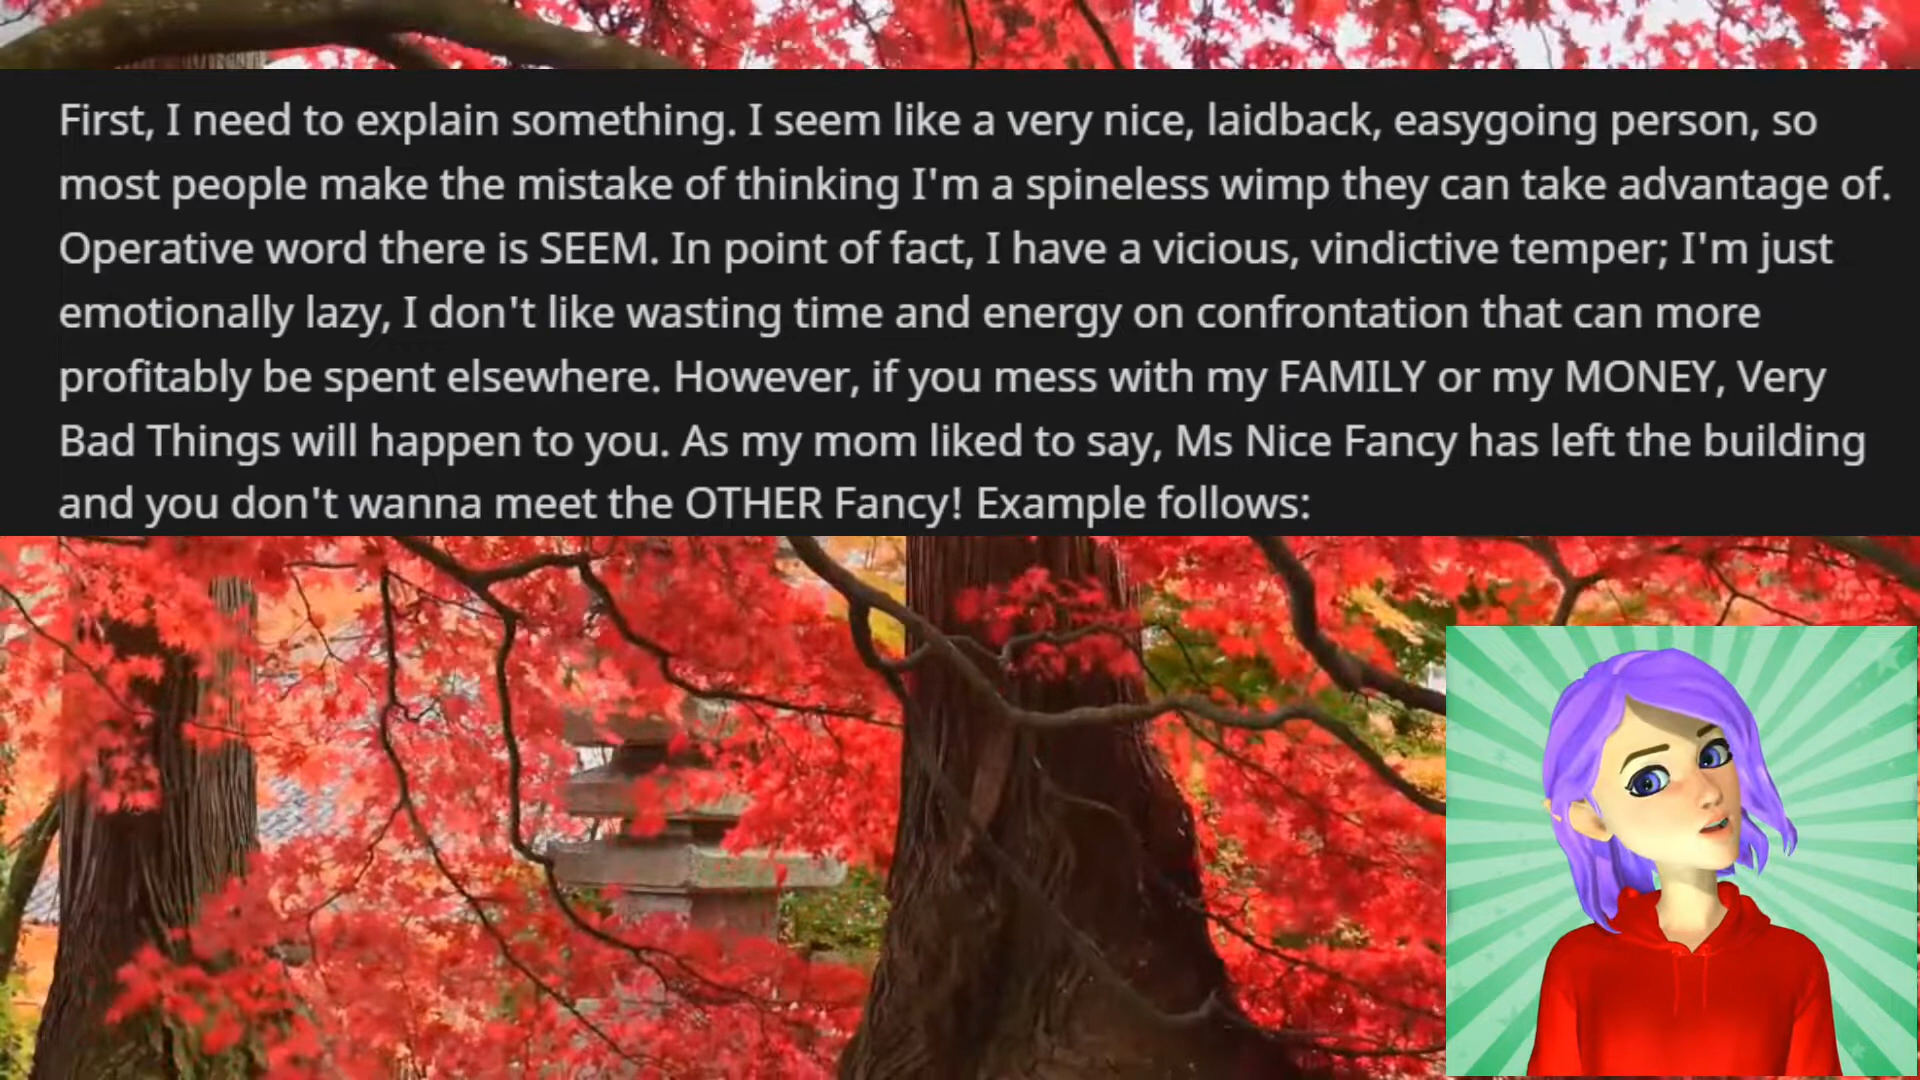 First, I need to explain something. I seem like a very nice, laidback, easygoing person, so
most people make the mistake of thinking I'm a spineless wimp they can take advantage of.
Operative word there is SEEM. In point of fact, I have a vicious, vindictive temper; I'm just
emotionally lazy, I don't like wasting time and energy on confrontation that can more
profitably be spent elsewhere. However, if you mess with my FAMILY or my MONEY, Very
Bad Things will happen to you. As my mom liked to say, Ms Nice Fancy has left the building
and you don't wanna meet the OTHER Fancy! Example follows: